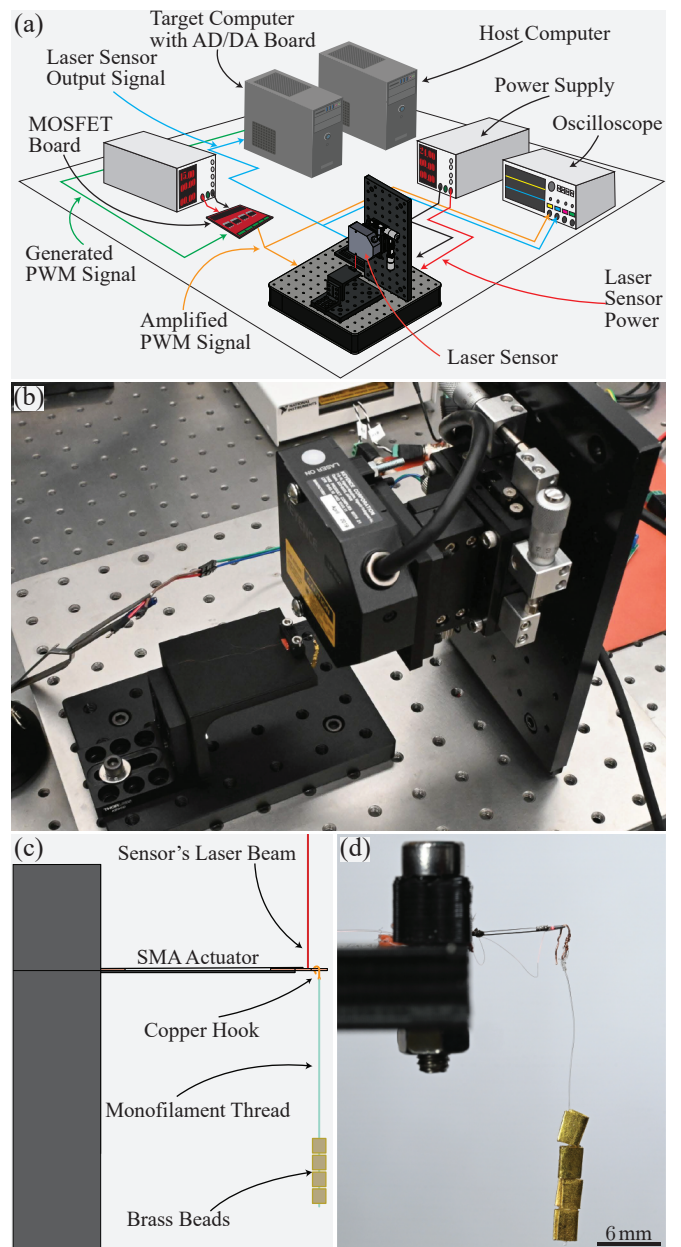 (a)
Target Computer
with AD/DA Board
Host Computer
Laser Sensor
Output Signal
Power Supply
MOSFET
Board
Oscilloscope
Generated
PWM Signal
Amplified
PWM Signal
Laser
Sensor
Power
Laser Sensor
(b)
NATIONAL
INSTRUMENTS
LASER ON
(c)
Sensor's Laser Beam
SMA Actuator
Copper Hook
Monofilament Thread
Brass Beads
(d)
6 mm